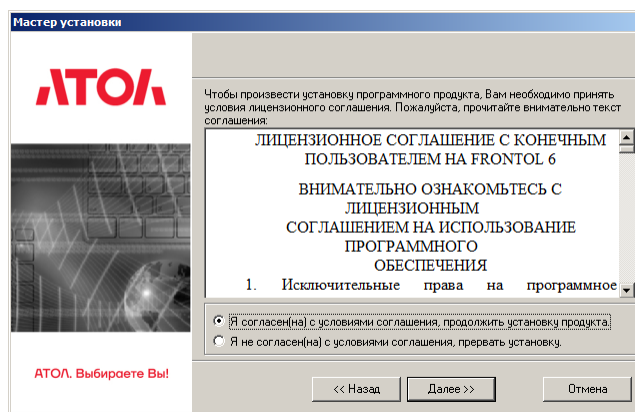 Мастер установки
АТОЛ
Чтобы произвести установку программного продукта, Вам необходимо принять
условия лицензионного соглашения. Пожалуйста, прочитайте внимательно текст
соглашения:
ЛИЦЕНЗИОННОЕ СОГЛАШЕНИЕ С КОНЕЧНЫМ
ПОЛЬЗОВАТЕЛЕМ НА FRONTOL 6
ВНИМАТЕЛЬНО ОЗНАКОМЬТЕСЬ С
ЛИЦЕНЗИОННЫМ
СОГЛАШЕНИЕМ НА ИСПОЛЬЗОВАНИЕ
ПРОГРАММНОГО
ОБЕСПЕЧЕНИЯ
1. Исключительные права на программное
Я согласен(на) с условиями соглашения, продолжить установку продукта.
Я не согласен(на) с условиями соглашения, прервать установку.
АТОЛ. Выбираете Вы!
<< Назад
Далее >>
Отмена